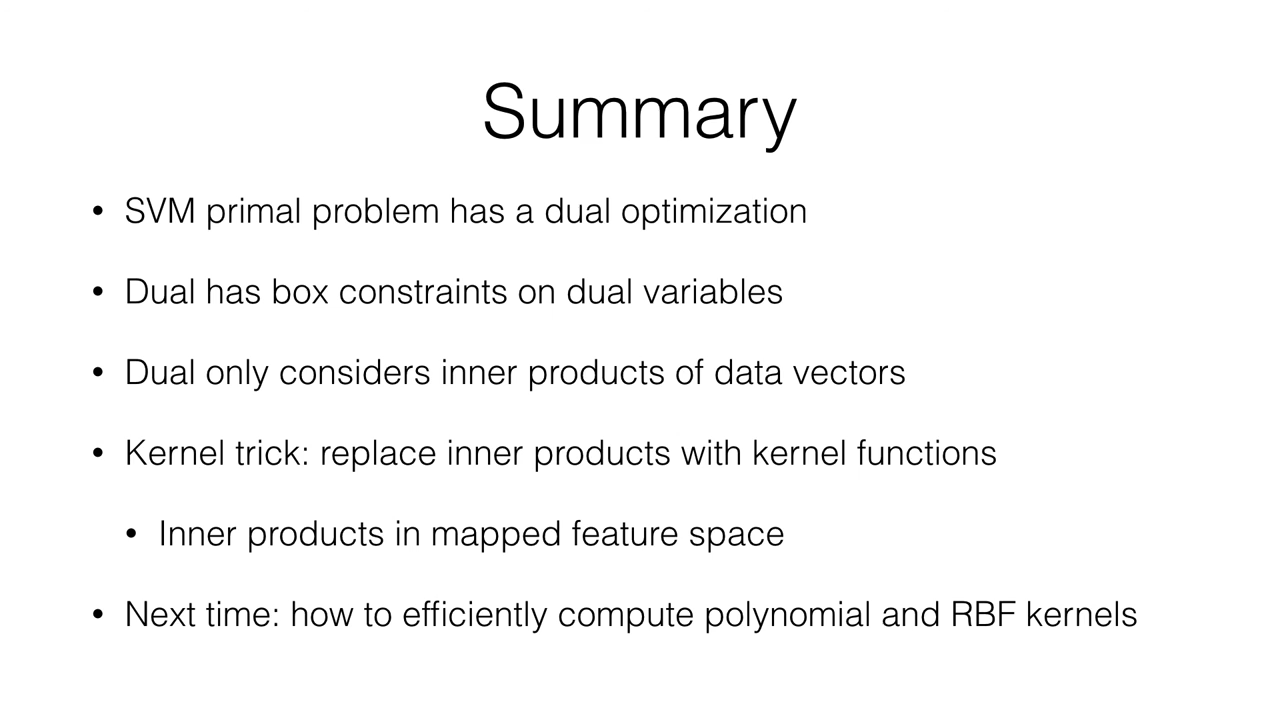 Summary
• SVM primal problem has a dual optimization
• Dual has box constraints on dual variables
• Dual only considers inner products of data vectors
• Kernel trick: replace inner products with kernel functions
• Inner products in mapped feature space
• Next time: how to efficiently compute polynomial and RBF kernels